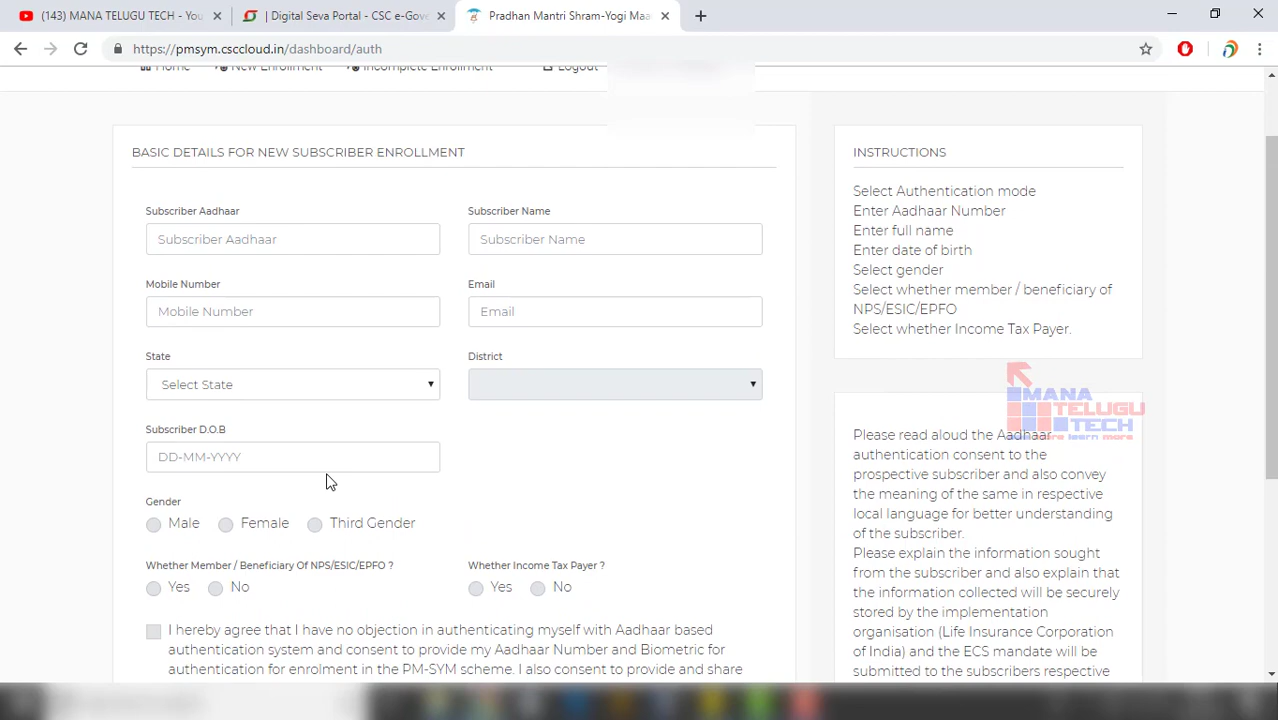 (143) MANA TELUGU TECH - You
| Digital Seva Portal - CSC e-Gove
Pradhan Mantri Shram-Yogi Maa
https://pmsym.csccloud.in/dashboard/auth
Home New Enrollment Incomplete Enrollment Logout
BASIC DETAILS FOR NEW SUBSCRIBER ENROLLMENT
Subscriber Aadhaar Subscriber Name
Subscriber Aadhaar Subscriber Name
Mobile Number Email
Mobile Number Email
State District
Select State
Subscriber D.O.B
DD-MM-YYYY
Gender
Male Female Third Gender
Whether Member / Beneficiary Of NPS/ESIC/EPFO ? Whether Income Tax Payer ?
Yes No Yes No
I hereby agree that I have no objection in authenticating myself with Aadhaar based
authentication system and consent to provide my Aadhaar Number and Biometric for
authentication for enrolment in the PM-SYM scheme. I also consent to provide and share
INSTRUCTIONS
Select Authentication mode
Enter Aadhaar Number
Enter full name
Enter date of birth
Select gender
Select whether member / beneficiary of
NPS/ESIC/EPFO
Select whether Income Tax Payer.
MANA
TELUGU
TECH
learn more
Please read aloud the Aadhaar
authentication consent to the
prospective subscriber and also convey
the meaning of the same in respective
local language for better understanding
of the subscriber.
Please explain the information sought
from the subscriber and also explain that
the information collected will be securely
stored by the implementation
organisation (Life Insurance Corporation
of India) and the ECS mandate will be
submitted to the subscribers respective